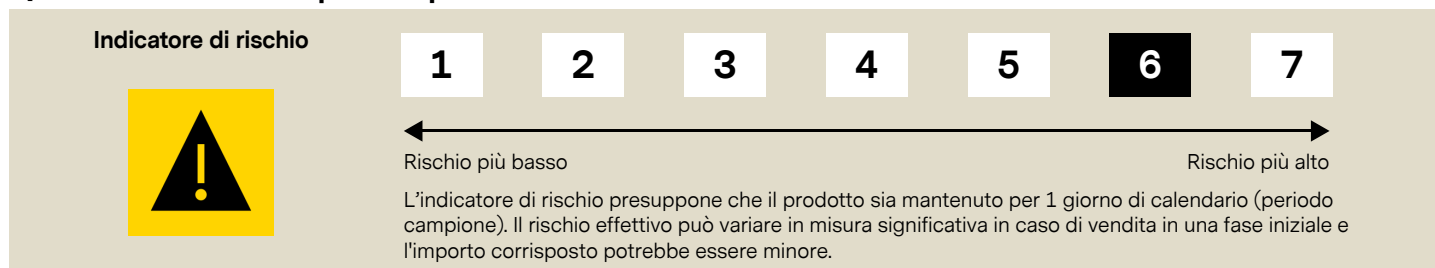 Indicatore di rischio
1 2 3 4 5 6 7
Rischio più basso Rischio più alto
L'indicatore di rischio presuppone che il prodotto sia mantenuto per 1 giorno di calendario (periodo
campione). Il rischio effettivo può variare in misura significativa in caso di vendita in una fase iniziale e
l'importo corrisposto potrebbe essere minore.